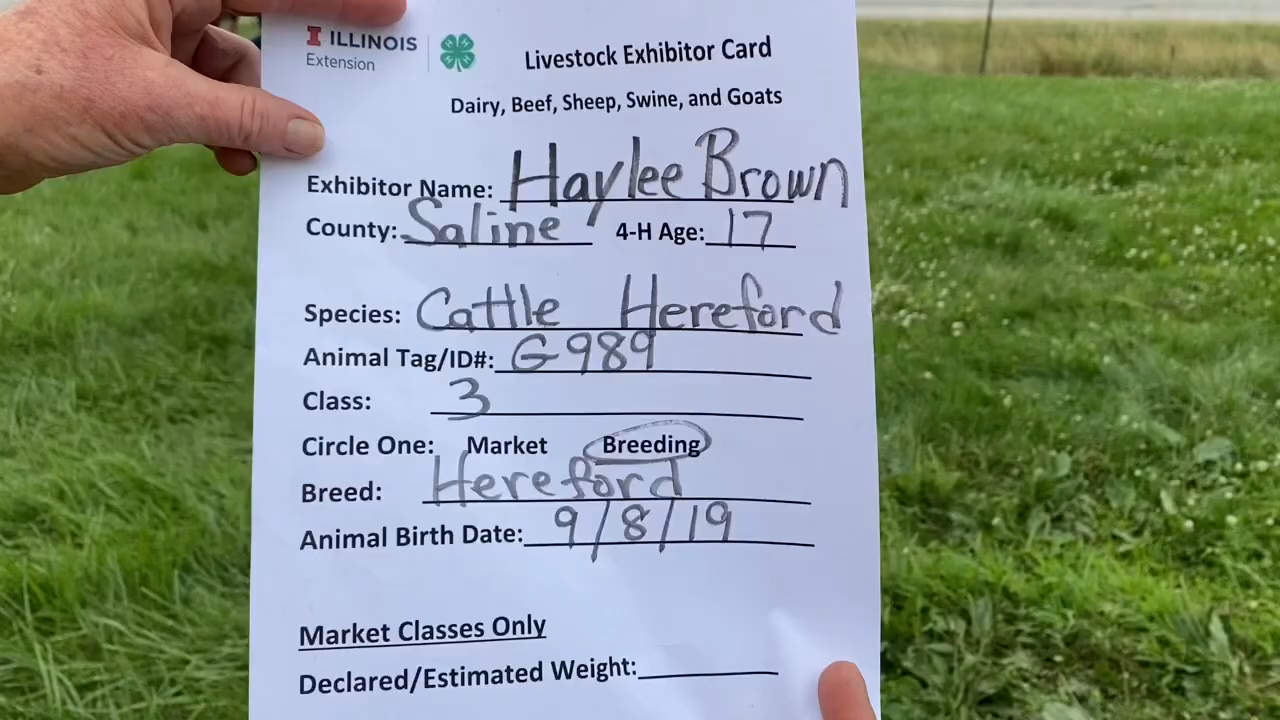 I ILLINOIS
Extension
Livestock Exhibitor Card
Dairy, Beef, Sheep, Swine, and Goats
Exhibitor Name: Haylee Brown
County: Saline 4-H Age: 17
Species: Cattle Hereford
Animal Tag/ID#: G989
Class: 3
Circle One: Market Breeding
Breed: Hereford
Animal Birth Date: 9/8/19
Market Classes Only
Declared/Estimated Weight: